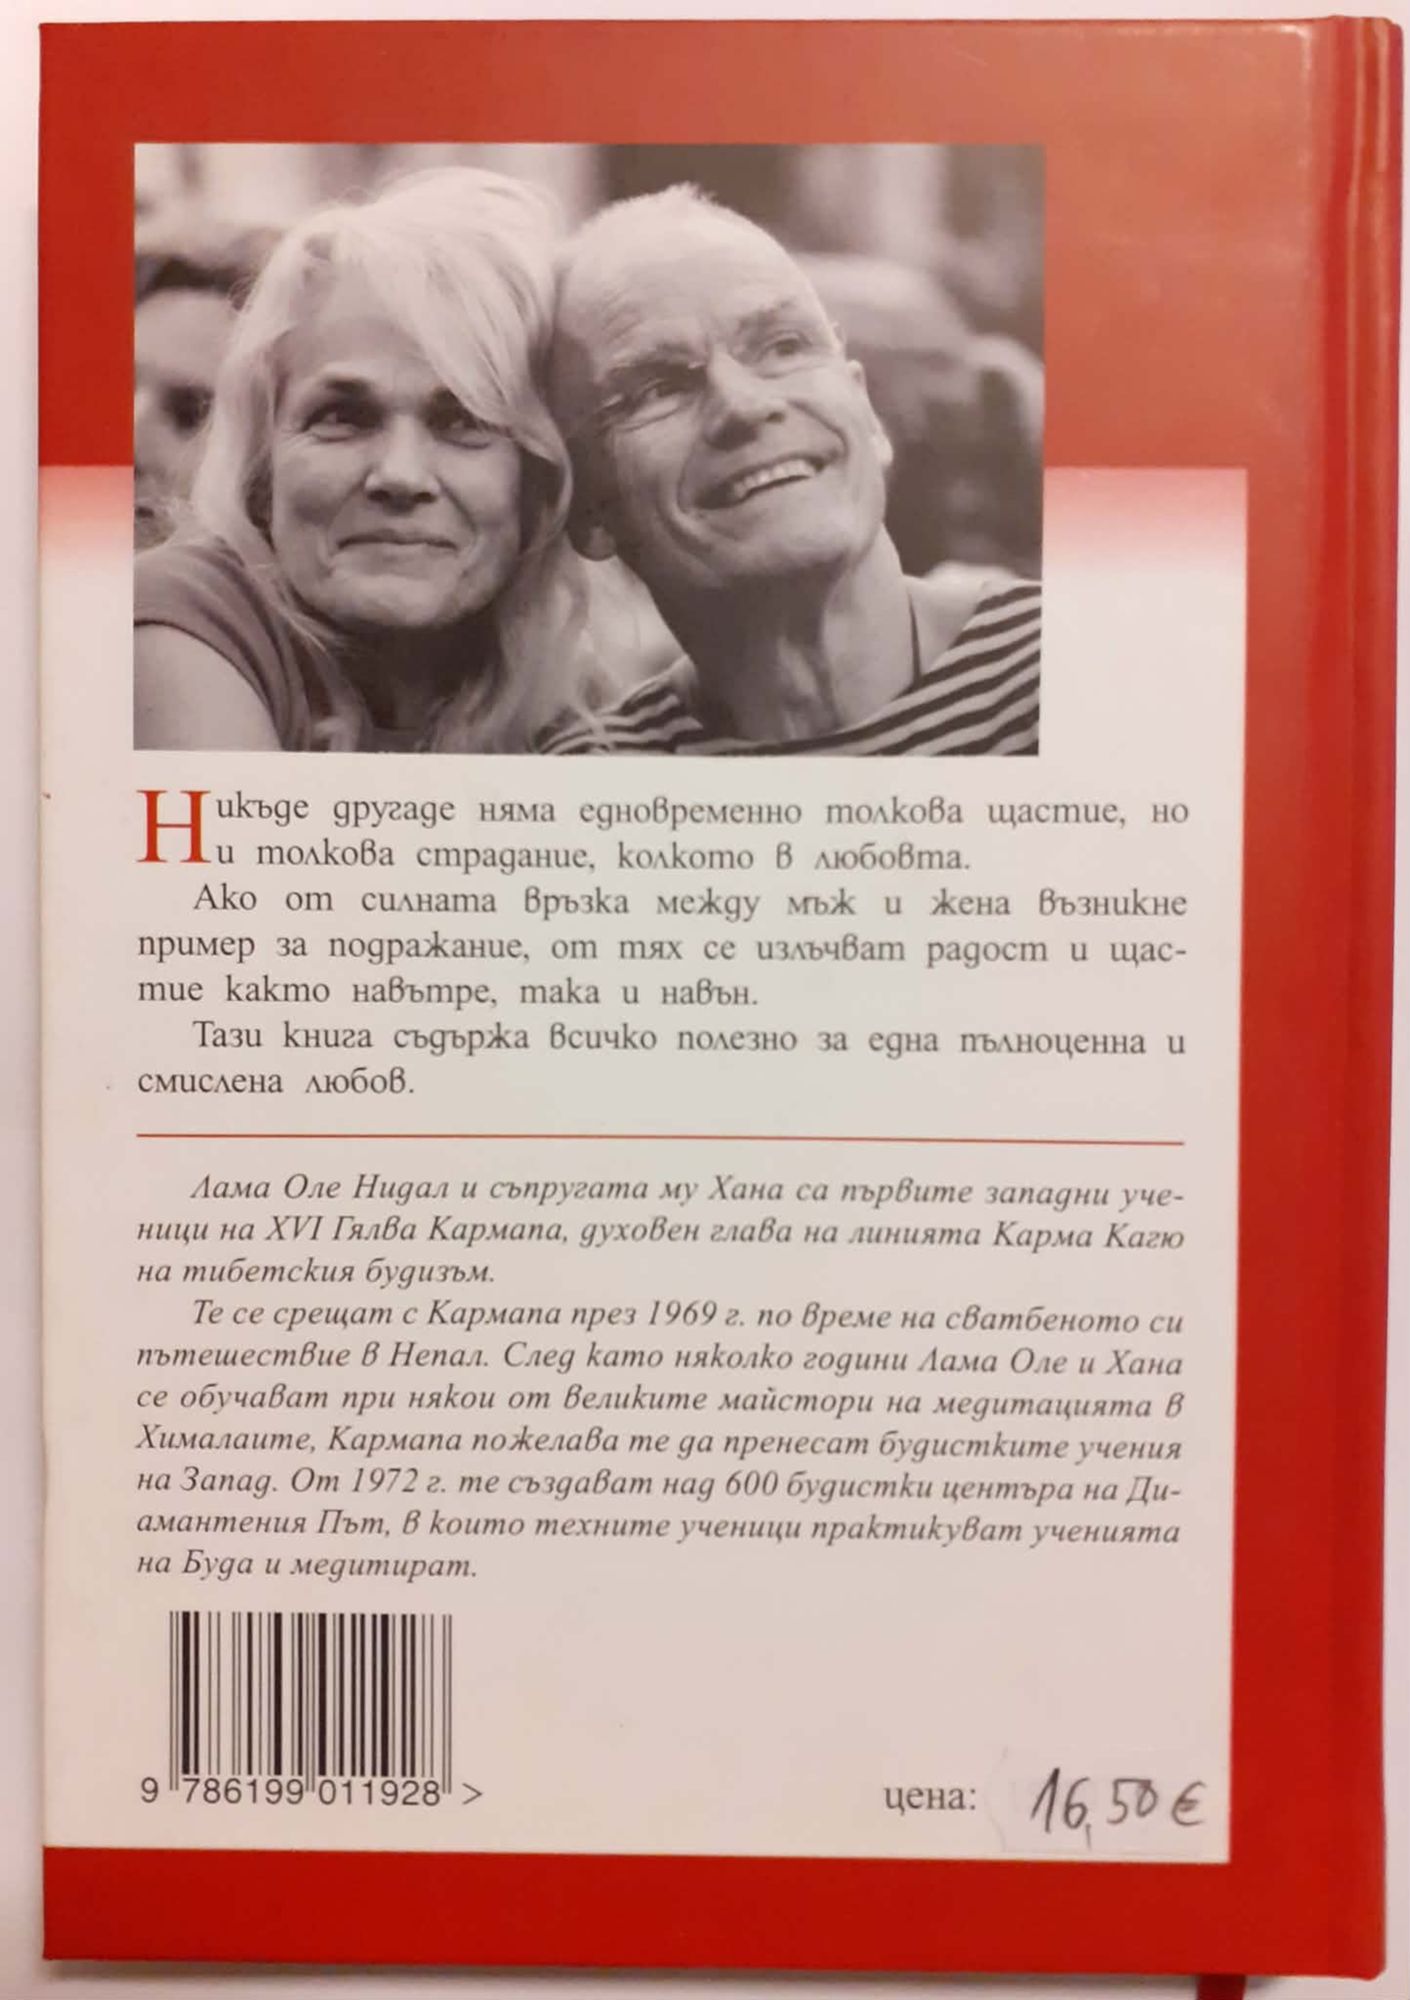 Никъде другаде няма едновременно толкова щастие, но
и толкова страдание, колкото в любовта.
Ако от силната връзка между мъж и жена възникне
пример за подражание, от тях се излъчват радост и щас-
тие както навътре, така и навън.
Тази книга съдържа всичко полезно за една пълноценна и
смислена любов.
Лама Оле Нидал и съпругата му Хана са първите западни уче-
ници на XVI Гялва Кармапа, духовен глава на линията Карма Кагю
на тибетския будизъм.
Те се срещат с Кармапа през 1969 г. по време на сватбеното си
пътешествие в Непал. След като няколко години Лама Оле и Хана
се обучават при някои от великите майстори на медитацията в
Хималаите, Кармапа пожелава те да пренесат будистките учения
на Запад. От 1972 г. те създават над 600 будистки центъра на Ди-
амантения Път, в които техните ученици практикуват ученията
на Буда и медитират.
9 786199 011928 >
цена: 16,50 €